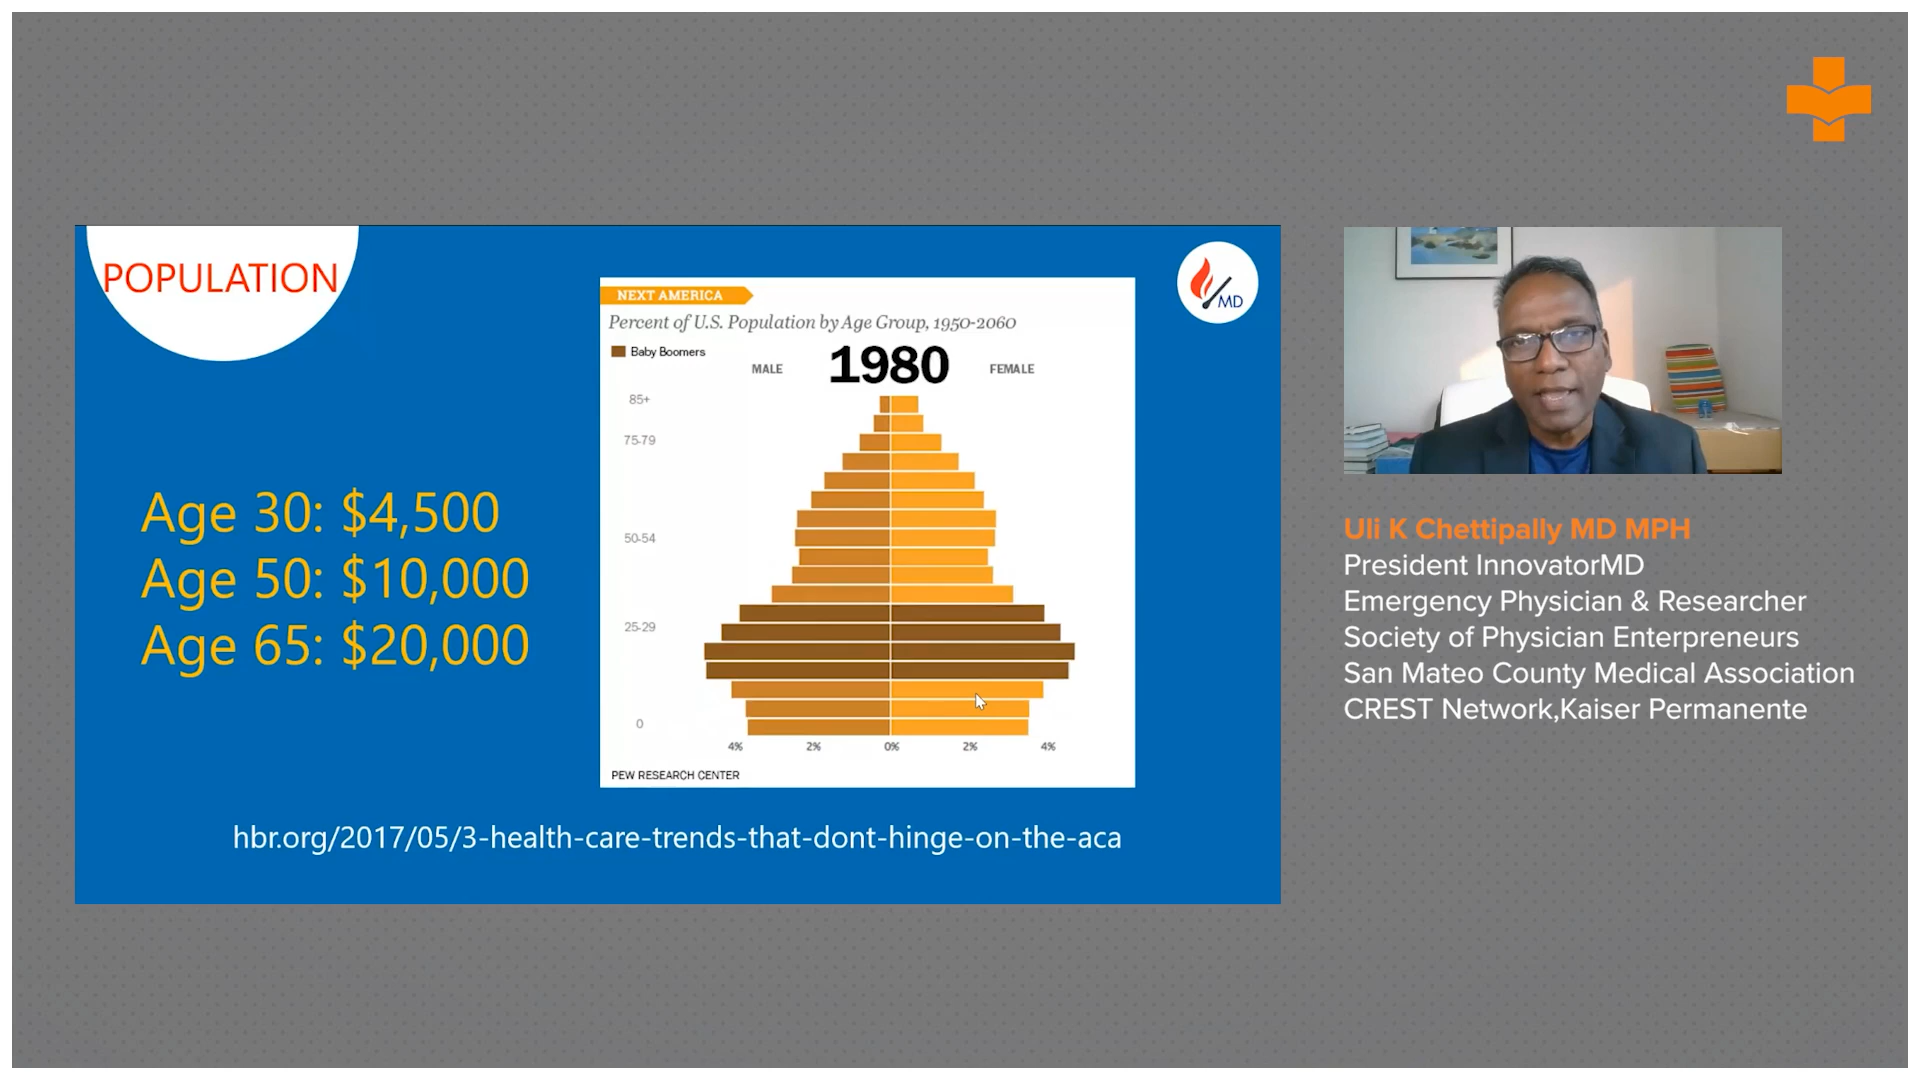 POPULATION
MD
NEXT AMERICA
Percent of U.S. Population by Age Group, 1950-2060
Baby Boomers
MALE
1980
FEMALE
85+
75-79
50-54
25-29
0
4%
2%
0%
2%
4%
PEW RESEARCH CENTER
Age 30: $4,500
Age 50: $10,000
Age 65: $20,000
hbr.org/2017/05/3-health-care-trends-that-dont-hinge-on-the-aca
Uli K Chettipally MD MPH
President InnovatorMD
Emergency Physician & Researcher
Society of Physician Enterpreneurs
San Mateo County Medical Association
CREST Network,Kaiser Permanente